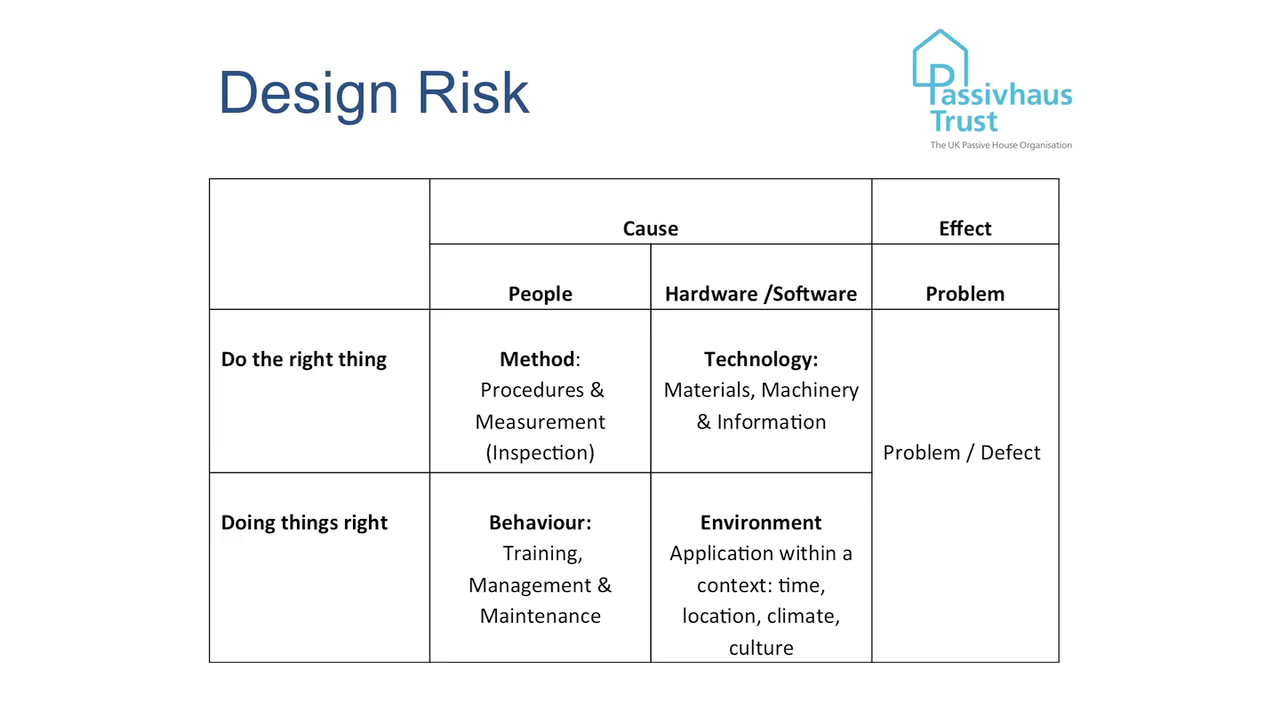 Design Risk
Passivhaus
Trust
The UK Passive House Organisation
Cause
Effect
People
Hardware /Software
Problem
Do the right thing
Method:
Procedures &
Measurement
(Inspection)
Technology:
Materials, Machinery
& Information
Problem / Defect
Doing things right
Behaviour:
Training,
Management &
Maintenance
Environment
Application within a
context: time,
location, climate,
culture